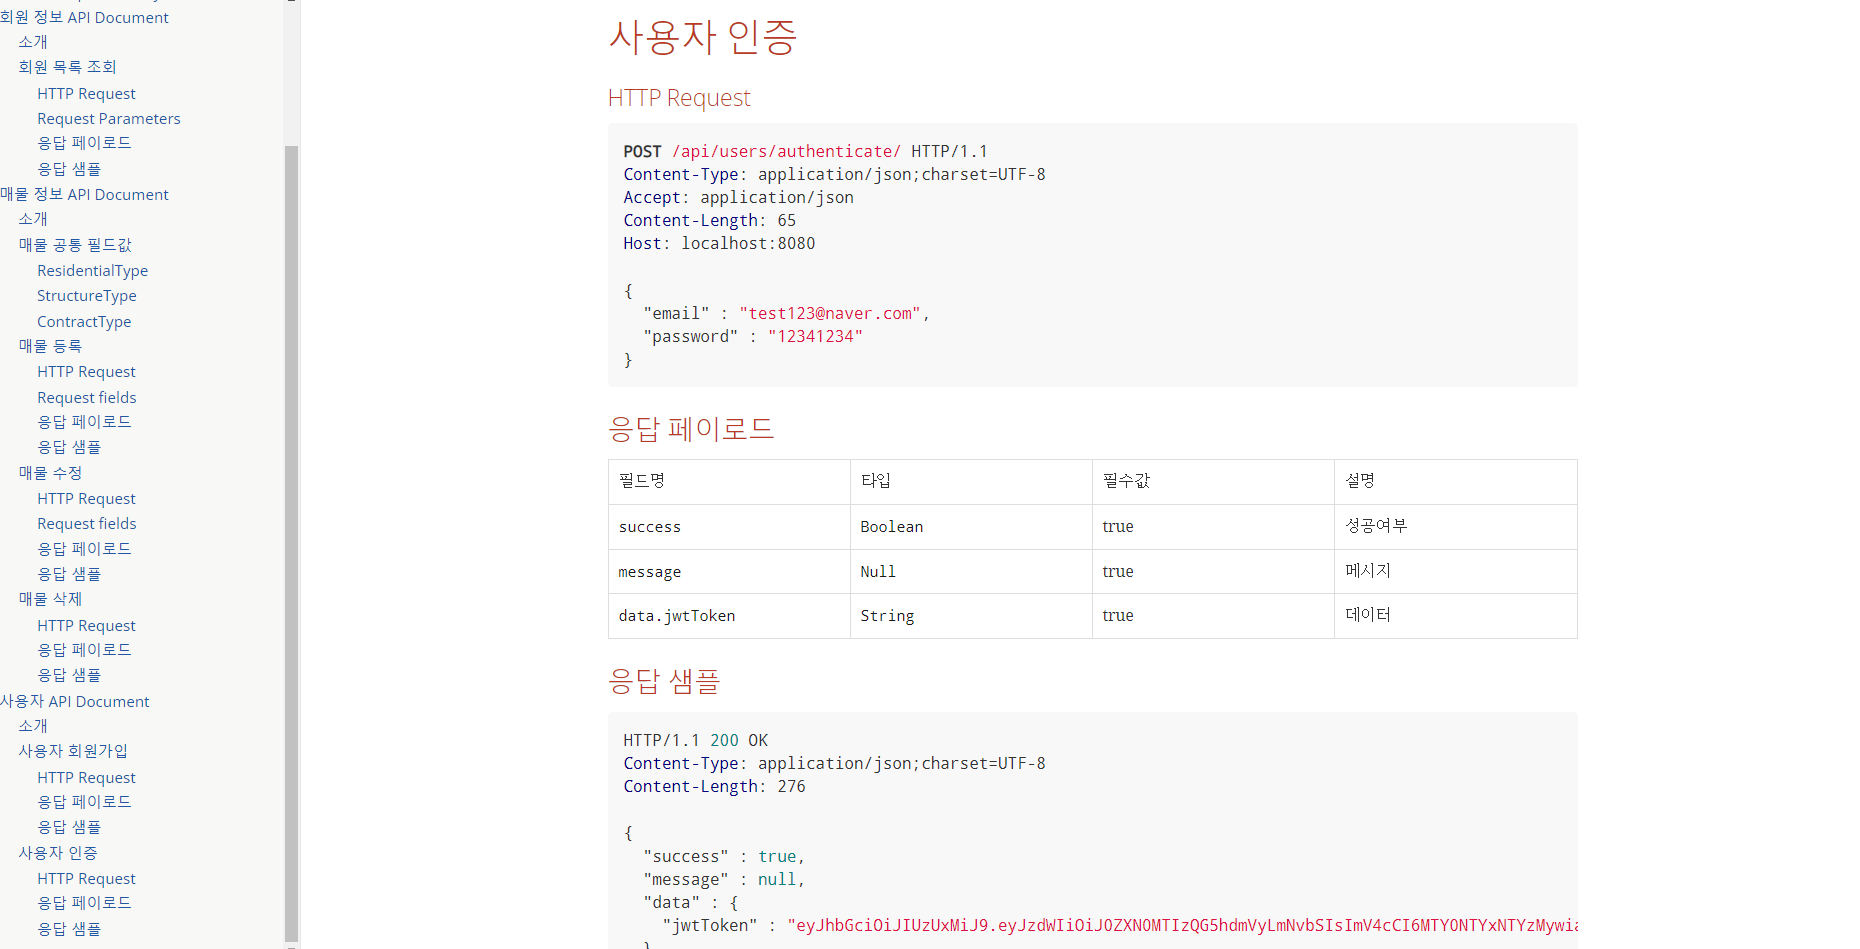 회원 정보 API Document
소개
회원 목록 조회
HTTP Request
Request Parameters
응답 페이로드
응답 샘플
매물 정보 API Document
소개
매물 공통 필드값
ResidentialType
StructureType
ContractType
매물 등록
HTTP Request
Request fields
응답 페이로드
응답 샘플
매물 수정
HTTP Request
Request fields
응답 페이로드
응답 샘플
매물 삭제
HTTP Request
응답 페이로드
응답 샘플
사용자 API Document
소개
사용자 회원가입
HTTP Request
응답 페이로드
응답 샘플
사용자 인증
HTTP Request
응답 페이로드
응답 샘플
사용자 인증
HTTP Request
POST /api/users/authenticate/ HTTP/1.1
Content-Type: application/json;charset=UTF-8
Accept: application/json
Content-Length: 65
Host: localhost:8080
{
"email" : "test123@naver.com",
"password" : "12341234"
}
응답 페이로드
필드명 타입 필수값 설명
success Boolean true 성공여부
message Null true 메시지
data.jwtToken String true 데이터
응답 샘플
HTTP/1.1 200 OK
Content-Type: application/json;charset=UTF-8
Content-Length: 276
{
"success" : true,
"message" : null,
"data" : {
"jwtToken" : "eyJhbGciOiJIUzUxMiJ9.eyJzdWIiOiJ0ZXN0MTIzQG5hdmVyLmNvbSIsImV4cCI6MTY0NTYxNTYzMywia